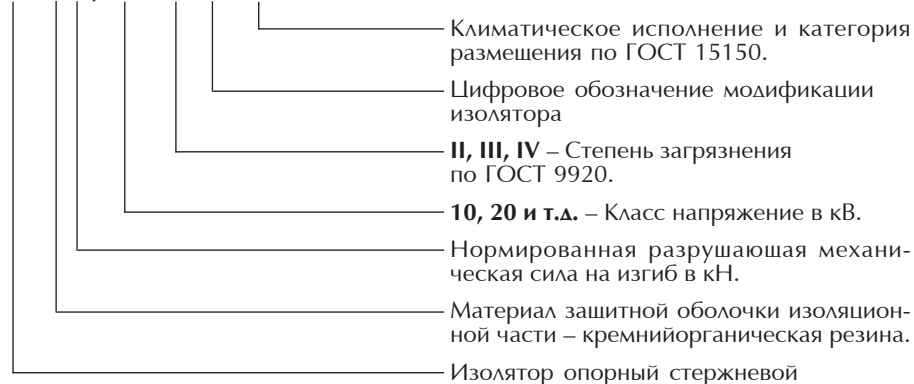 Климатическое исполнение и категория
размещения по ГОСТ 15150.
Цифровое обозначение модификации
изолятора
II, III, IV – Степень загрязнения
по ГОСТ 9920.
10, 20 и т.д. – Класс напряжение в кВ.
Нормированная разрушающая механи-
ческая сила на изгиб в кН.
Материал защитной оболочки изоляцион-
ной части – кремнийорганическая резина.
Изолятор опорный стержневой